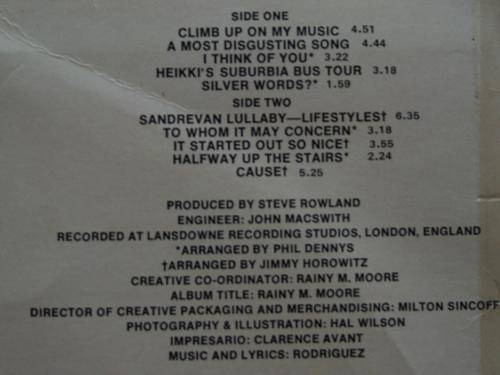 SIDE ONE
CLIMB UP ON MY MUSIC 4.51
A MOST DISGUSTING SONG 4.44
I THINK OF YOU* 3.22
HEIKKI'S SUBURBIA BUS TOUR 3.18
SILVER WORDS?* 1.59
SIDE TWO
SANDREVAN LULLABY—LIFESTYLES† 6.35
TO WHOM IT MAY CONCERN* 3.18
IT STARTED OUT SO NICE† 3.55
HALFWAY UP THE STAIRS* 2.24
CAUSE† 5.25
PRODUCED BY STEVE ROWLAND
ENGINEER: JOHN MACSWITH
RECORDED AT LANSDOWNE RECORDING STUDIOS, LONDON, ENGLAND
*ARRANGED BY PHIL DENNYS
†ARRANGED BY JIMMY HOROWITZ
CREATIVE CO-ORDINATOR: RAINY M. MOORE
ALBUM TITLE: RAINY M. MOORE
DIRECTOR OF CREATIVE PACKAGING AND MERCHANDISING: MILTON SINCOFF
PHOTOGRAPHY & ILLUSTRATION: HAL WILSON
IMPRESARIO: CLARENCE AVANT
MUSIC AND LYRICS: RODRIGUEZ